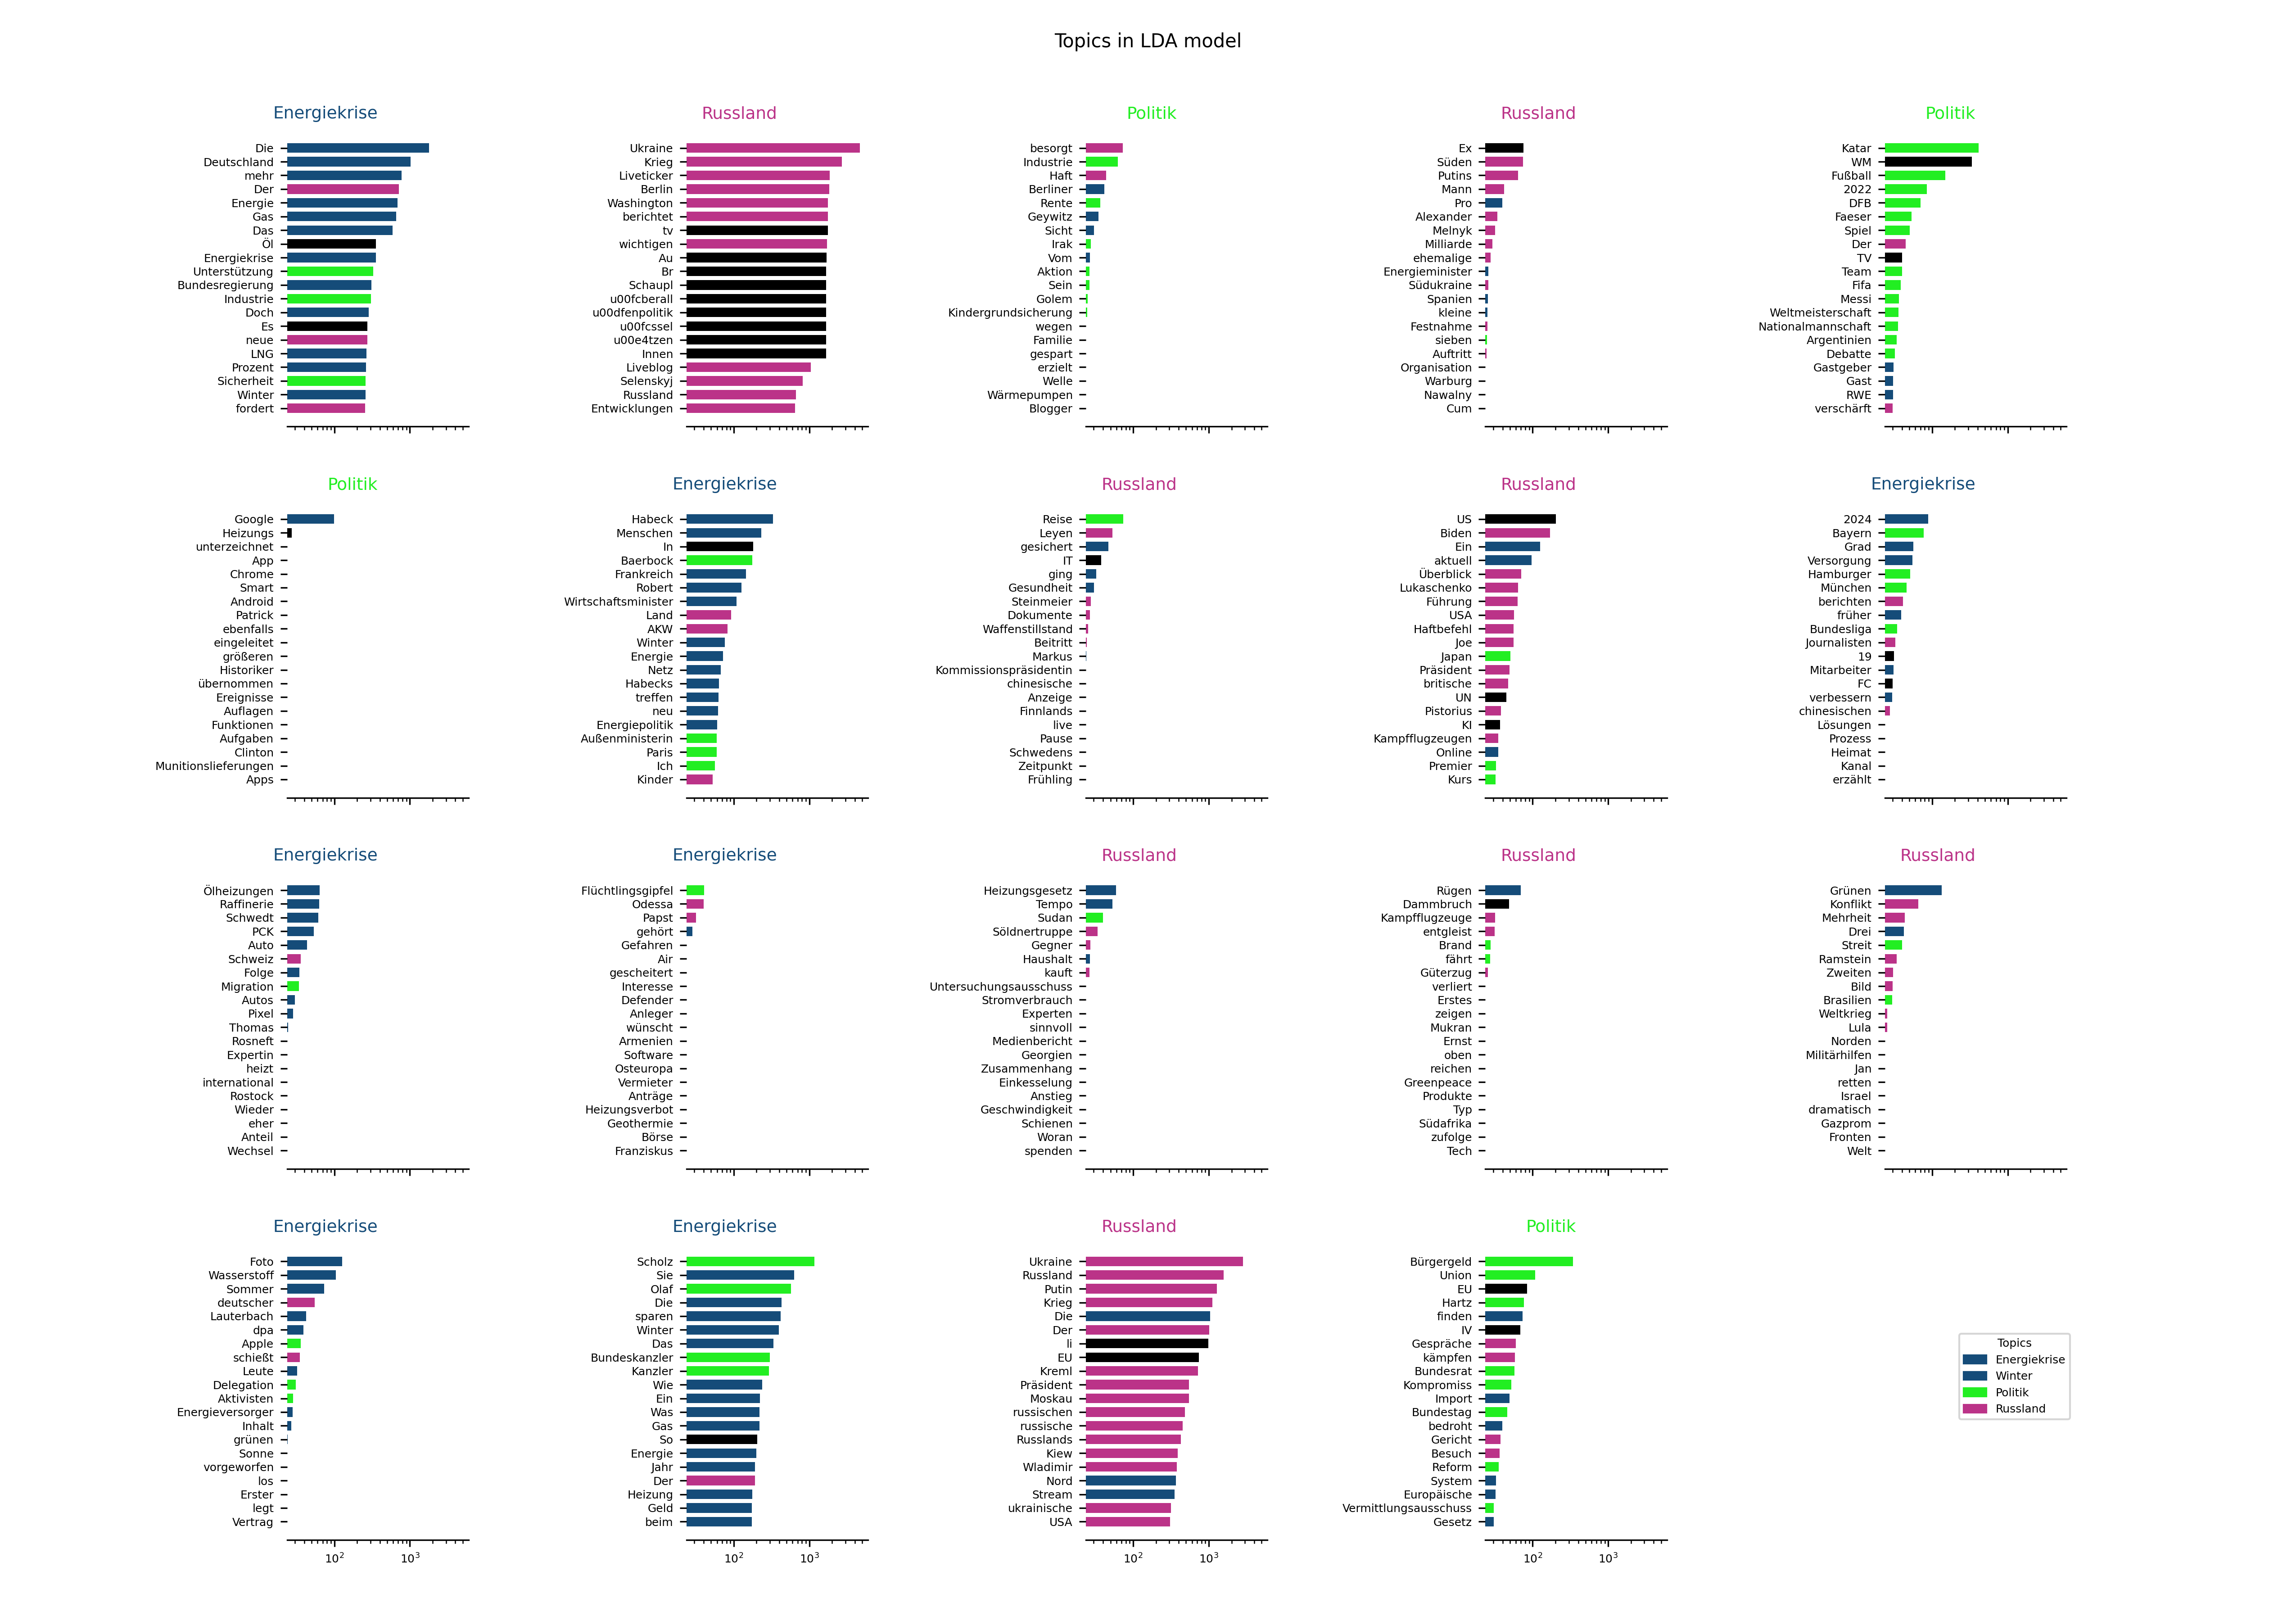 Topics in LDA model
Energiekrise
Die
Deutschland
mehr
Der
Energie
Gas
Das
Öl
Energiekrise
Unterstützung
Bundesregierung
Industrie
Doch
Es
neue
LNG
Prozent
Sicherheit
Winter
fordert
Russland
Ukraine
Krieg
Liveticker
Berlin
Washington
berichtet
tv
wichtigen
Au
Br
Schaupl
u00fcberall
u00dfenpolitik
u00fcssel
u00e4tzen
Innen
Liveblog
Selenskyj
Russland
Entwicklungen
Politik
besorgt
Industrie
Haft
Berliner
Rente
Geywitz
Sicht
Irak
Vom
Aktion
Sein
Golem
Kindergrundsicherung
wegen
Familie
gespart
erzielt
Welle
Wärmepumpen
Blogger
Russland
Ex
Süden
Putins
Mann
Pro
Alexander
Melnyk
Milliarde
ehemalige
Energieminister
Südukraine
Spanien
kleine
Festnahme
sieben
Auftritt
Organisation
Warburg
Nawalny
Cum
Politik
Katar
WM
Fußball
2022
DFB
Faeser
Spiel
Der
TV
Team
Fifa
Messi
Weltmeisterschaft
Nationalmannschaft
Argentinien
Debatte
Gastgeber
Gast
RWE
verschärft
Politik
Google
Heizungs
unterzeichnet
App
Chrome
Smart
Android
Patrick
ebenfalls
eingeleitet
größeren
Historiker
übernommen
Ereignisse
Auflagen
Funktionen
Aufgaben
Clinton
Munitionslieferungen
Apps
Energiekrise
Habeck
Menschen
In
Baerbock
Frankreich
Robert
Wirtschaftsminister
Land
AKW
Winter
Energie
Netz
Habecks
treffen
neu
Energiepolitik
Außenministerin
Paris
Ich
Kinder
Russland
Reise
Leyen
gesichert
IT
ging
Gesundheit
Steinmeier
Dokumente
Waffenstillstand
Beitritt
Markus
Kommissionspräsidentin
chinesische
Anzeige
Finnlands
live
Pause
Schwedens
Zeitpunkt
Frühling
Russland
US
Biden
Ein
aktuell
Überblick
Lukaschenko
Führung
USA
Haftbefehl
Joe
Japan
Präsident
britische
UN
Pistorius
KI
Kampfflugzeugen
Online
Premier
Kurs
Energiekrise
2024
Bayern
Grad
Versorgung
Hamburger
München
berichten
früher
Bundesliga
Journalisten
19
Mitarbeiter
FC
verbessern
chinesischen
Lösungen
Prozess
Heimat
Kanal
erzählt
Energiekrise
Ölheizungen
Raffinerie
Schwedt
PCK
Auto
Schweiz
Folge
Migration
Autos
Pixel
Thomas
Rosneft
Expertin
heizt
international
Rostock
Wieder
eher
Anteil
Wechsel
Energiekrise
Flüchtlingsgipfel
Odessa
Papst
gehört
Gefahren
Air
gescheitert
Interesse
Defender
Anleger
wünscht
Armenien
Software
Osteuropa
Vermieter
Anträge
Heizungsverbot
Geothermie
Börse
Franziskus
Russland
Heizungsgesetz
Tempo
Sudan
Söldnertruppe
Gegner
Haushalt
kauft
Untersuchungsausschuss
Stromverbrauch
Experten
sinnvoll
Medienbericht
Georgien
Zusammenhang
Einkesselung
Anstieg
Geschwindigkeit
Schienen
Woran
spenden
Russland
Rügen
Dammbruch
Kampfflugzeuge
entgleist
Brand
fährt
Güterzug
verliert
Erstes
zeigen
Mukran
Ernst
oben
reichen
Greenpeace
Produkte
Typ
Südafrika
zufolge
Tech
Russland
Grünen
Konflikt
Mehrheit
Drei
Streit
Ramstein
Zweiten
Bild
Brasilien
Weltkrieg
Lula
Norden
Militärhilfen
Jan
retten
Israel
dramatisch
Gazprom
Fronten
Welt
Energiekrise
Foto
Wasserstoff
Sommer
deutscher
Lauterbach
dpa
Apple
schießt
Leute
Delegation
Aktivisten
Energieversorger
Inhalt
grünen
Sonne
vorgeworfen
los
Erster
legt
Vertrag
10² 10³
Energiekrise
Scholz
Sie
Olaf
Die
sparen
Winter
Das
Bundeskanzler
Kanzler
Wie
Ein
Was
Gas
So
Energie
Jahr
Der
Heizung
Geld
beim
10² 10³
Russland
Ukraine
Russland
Putin
Krieg
Die
Der
li
EU
Kreml
Präsident
Moskau
russischen
russische
Russlands
Kiew
Wladimir
Nord
Stream
ukrainische
USA
10² 10³
Politik
Bürgergeld
Union
EU
Hartz
finden
IV
Gespräche
kämpfen
Bundesrat
Kompromiss
Import
Bundestag
bedroht
Gericht
Besuch
Reform
System
Europäische
Vermittlungsausschuss
Gesetz
10² 10³
Topics
Energiekrise
Winter
Politik
Russland